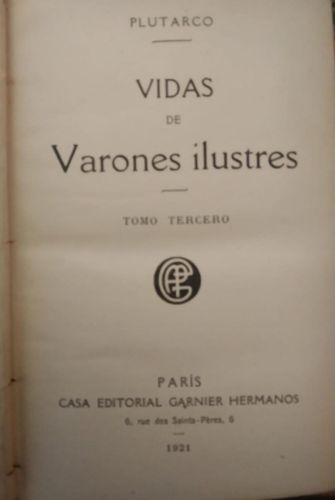 PLUTARCO
VIDAS
DE
Varones ilustres
TOMO TERCERO
PARÍS
CASA EDITORIAL GARNIER HERMANOS
6, rue des Saints-Pères, 6
1921